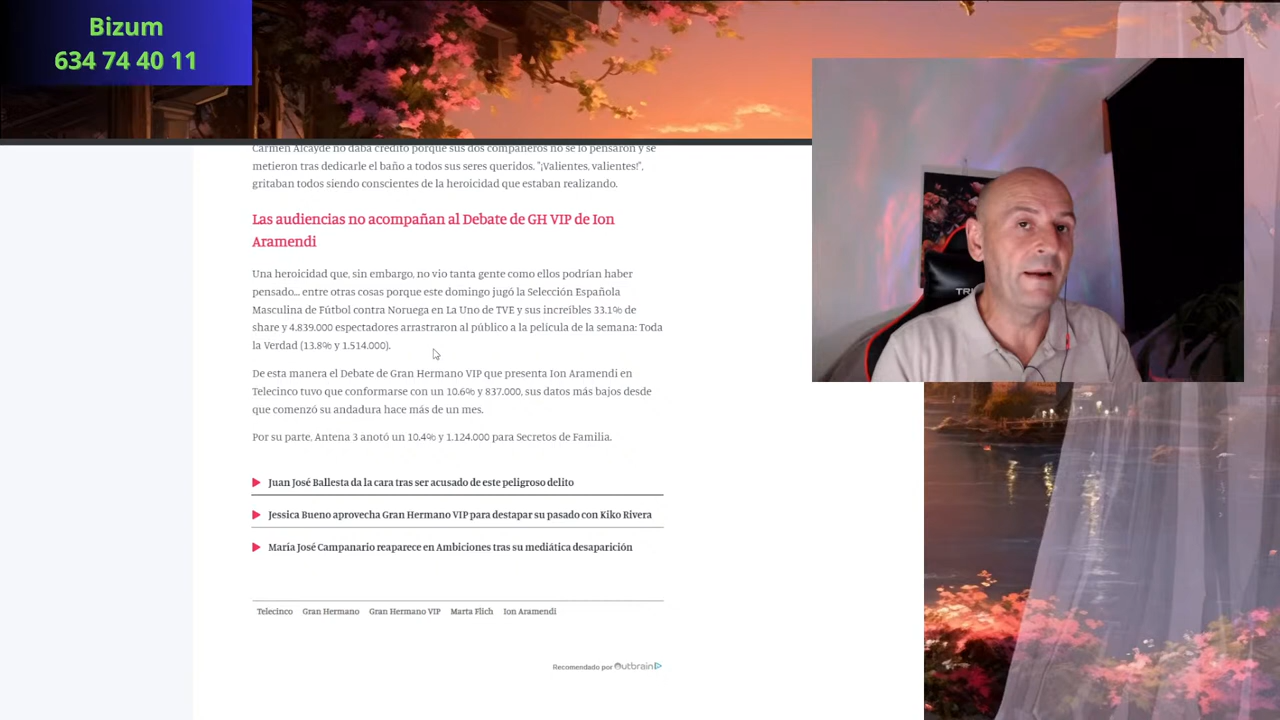 Bizum
634 74 40 11
Carmen Alcayde no daba crédito porque sus dos compañeros no se lo pensaron y se
metieron tras dedicarle el baño a todos sus seres queridos. "¡Valientes, valientes!",
gritaban todos siendo conscientes de la heroicidad que estaban realizando.
Las audiencias no acompañan al Debate de GH VIP de Ion
Aramendi
Una heroicidad que, sin embargo, no vio tanta gente como ellos podrían haber
pensado... entre otras cosas porque este domingo jugó la Selección Española
Masculina de Fútbol contra Noruega en La Uno de TVE y sus increíbles 33.1% de
share y 4.839.000 espectadores arrastraron al público a la película de la semana: Toda
la Verdad (13.8% y 1.514.000).
De esta manera el Debate de Gran Hermano VIP que presenta Ion Aramendi en
Telecinco tuvo que conformarse con un 10.6% y 837.000, sus datos más bajos desde
que comenzó su andadura hace más de un mes.
Por su parte, Antena 3 anotó un 10.4% y 1.124.000 para Secretos de Familia.
Juan José Ballesta da la cara tras ser acusado de este peligroso delito
Jessica Bueno aprovecha Gran Hermano VIP para destapar su pasado con Kiko Rivera
María José Campanario reaparece en Ambiciones tras su mediática desaparición
Telecinco Gran Hermano Gran Hermano VIP Marta Flich Ion Aramendi
Recomendado por Outbrain